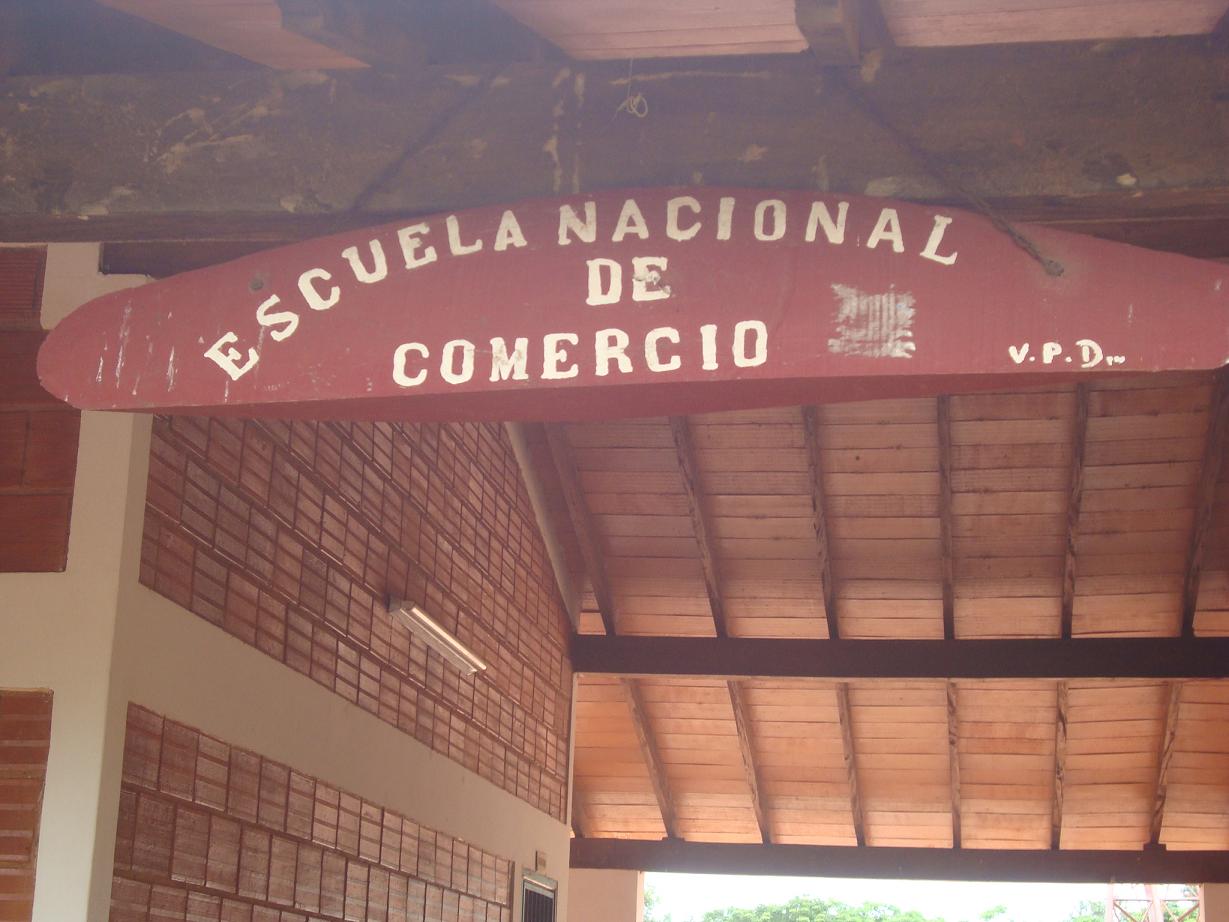 ESCUELA NACIONAL
DE
COMERCIO
V.P.D.